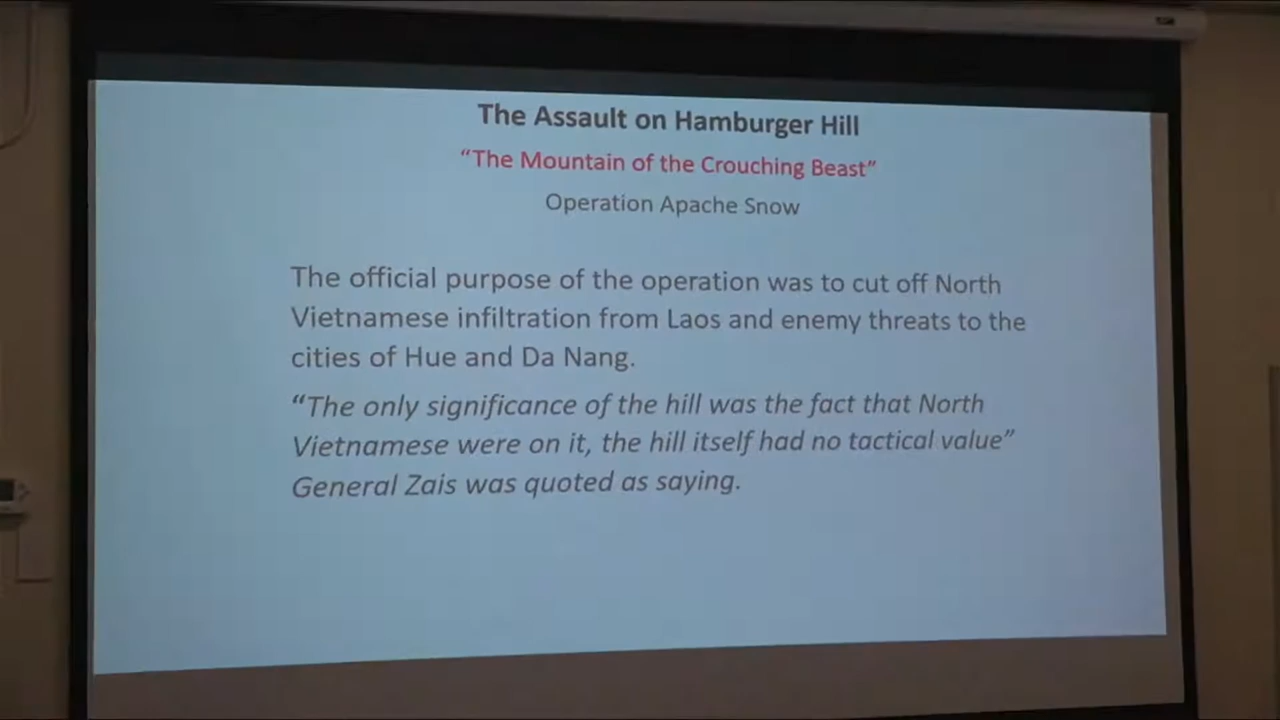 The Assault on Hamburger Hill
“The Mountain of the Crouching Beast”
Operation Apache Snow
The official purpose of the operation was to cut off North
Vietnamese infiltration from Laos and enemy threats to the
cities of Hue and Da Nang.
“The only significance of the hill was the fact that North
Vietnamese were on it, the hill itself had no tactical value”
General Zais was quoted as saying.